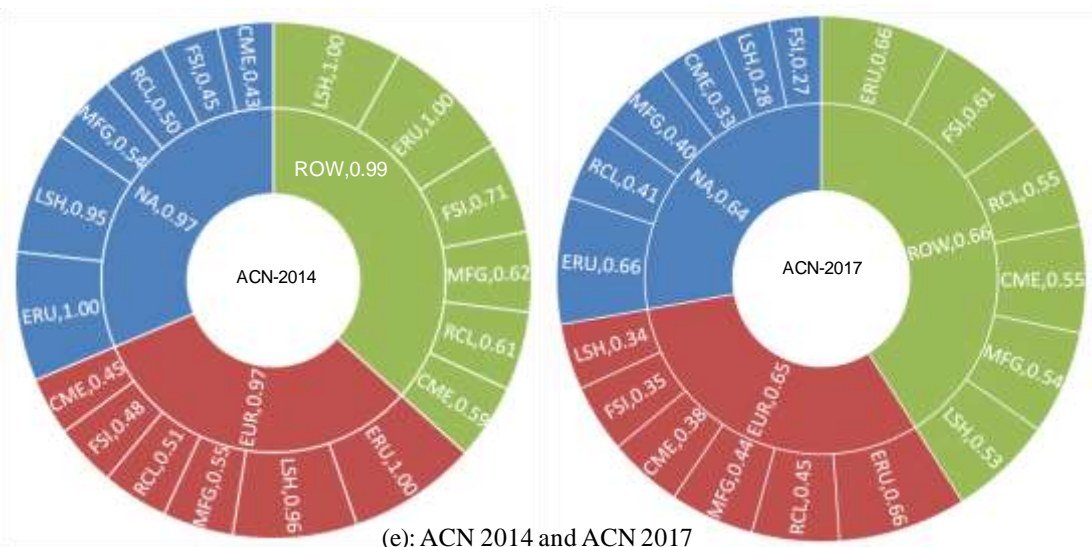 LSH,1.00
ERU,1.00
FSI,0.71
MFG,0.62
RCL,0.61
CME,0.59
ERU,1.00
LSH,0.96
MFG,0.55
RCL,0.51
FSI,0.48
CME,0.45
ERU,1.00
LSH,0.95
MFG,0.54
RCL,0.50
FSI,0.45
CME,0.43
ROW,0.99
EUR,0.97
NA,0.97
ACN-2014
ERU,0.66
FSI,0.61
RCL,0.55
CME,0.55
MFG,0.54
LSH,0.53
ERU,0.66
RCL,0.45
MFG,0.44
CME,0.38
FSI,0.35
LSH,0.34
ERU,0.66
RCL,0.41
MFG,0.40
CME,0.33
LSH,0.28
FSI,0.27
ROW,0.66
EUR,0.65
NA,0.64
ACN-2017
(e): ACN 2014 and ACN 2017